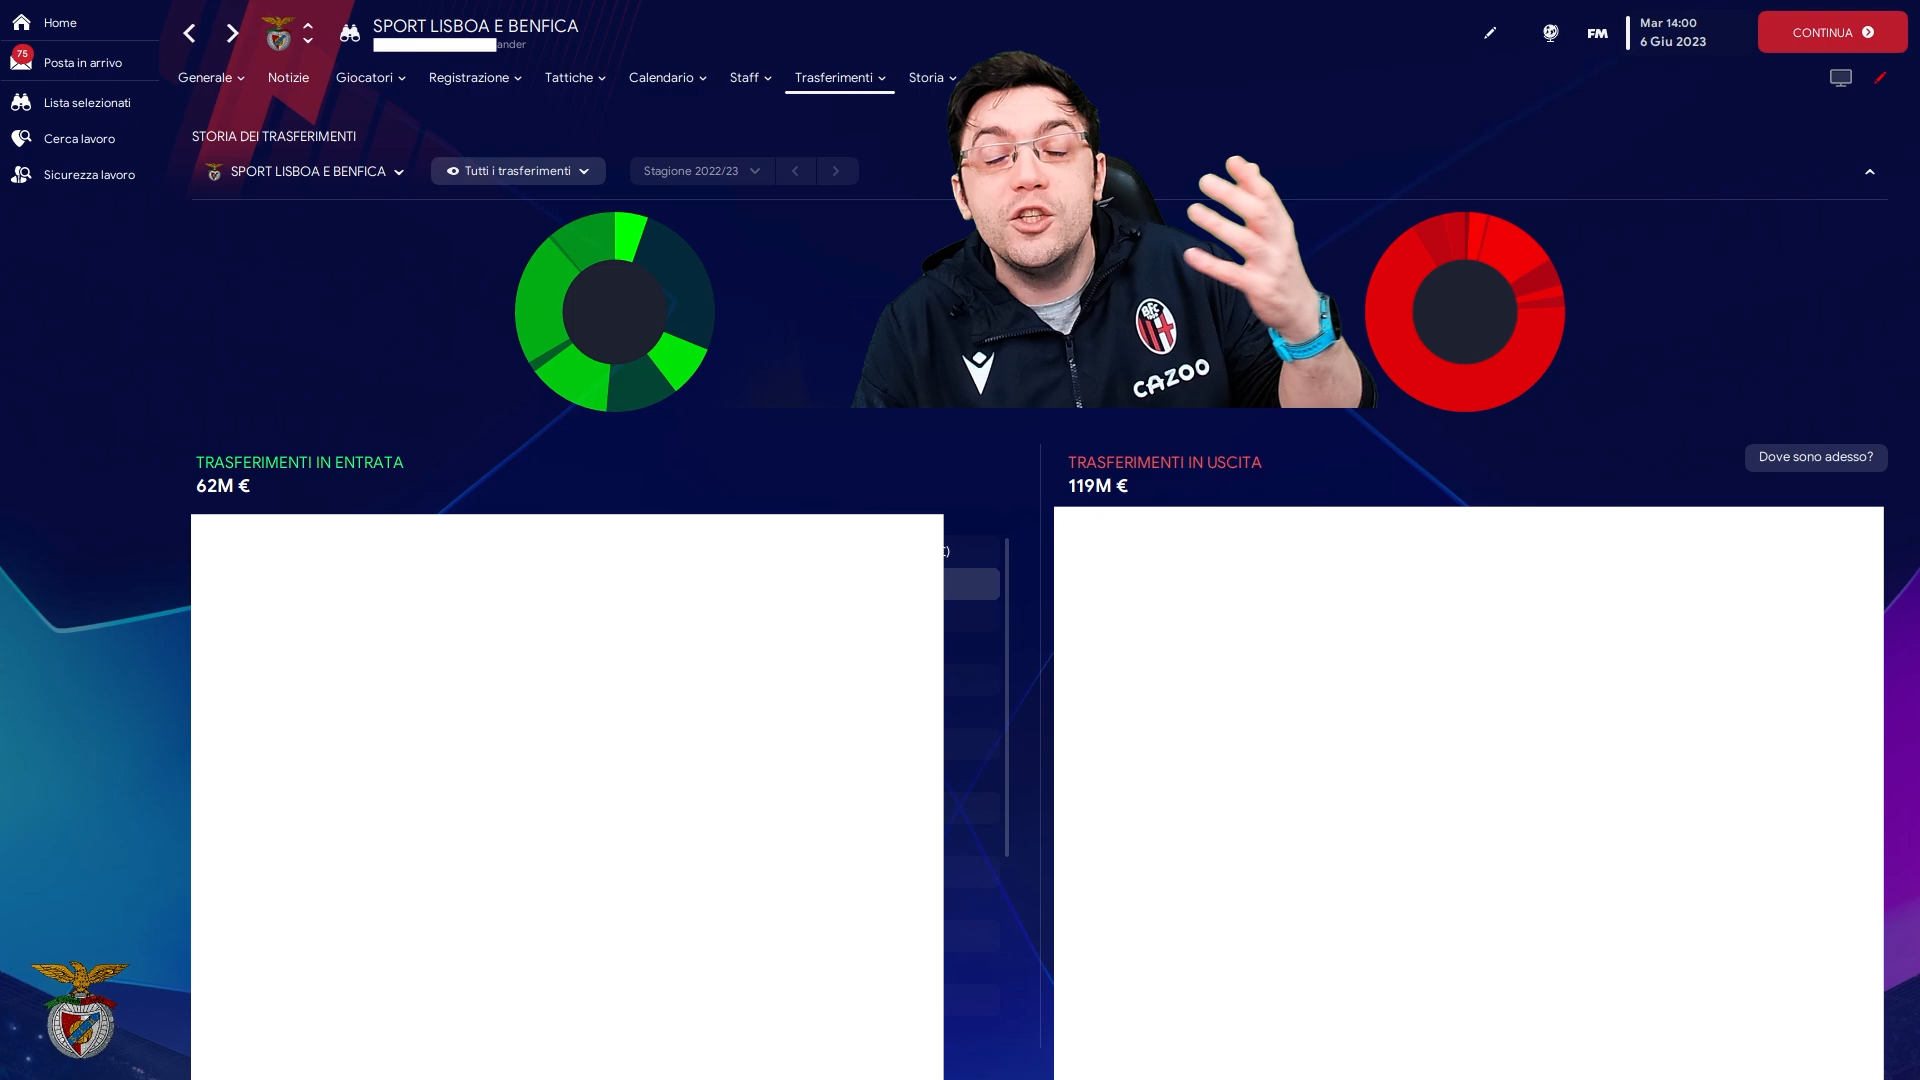 Home
75
Posta in arrivo
Lista selezionati
Cerca lavoro
Sicurezza lavoro
SPORT LISBOA E BENFICA
ander
FM
Mar 14:00
6 Giu 2023
CONTINUA
Generale
Notizie
Giocatori
Registrazione
Tattiche
Calendario
Staff
Trasferimenti
Storia
STORIA DEI TRASFERIMENTI
SPORT LISBOA E BENFICA
Tutti i trasferimenti
Stagione 2022/23
BFC
1909
CAZOO
TRASFERIMENTI IN ENTRATA
62M €
TRASFERIMENTI IN USCITA
119M €
Dove sono adesso?